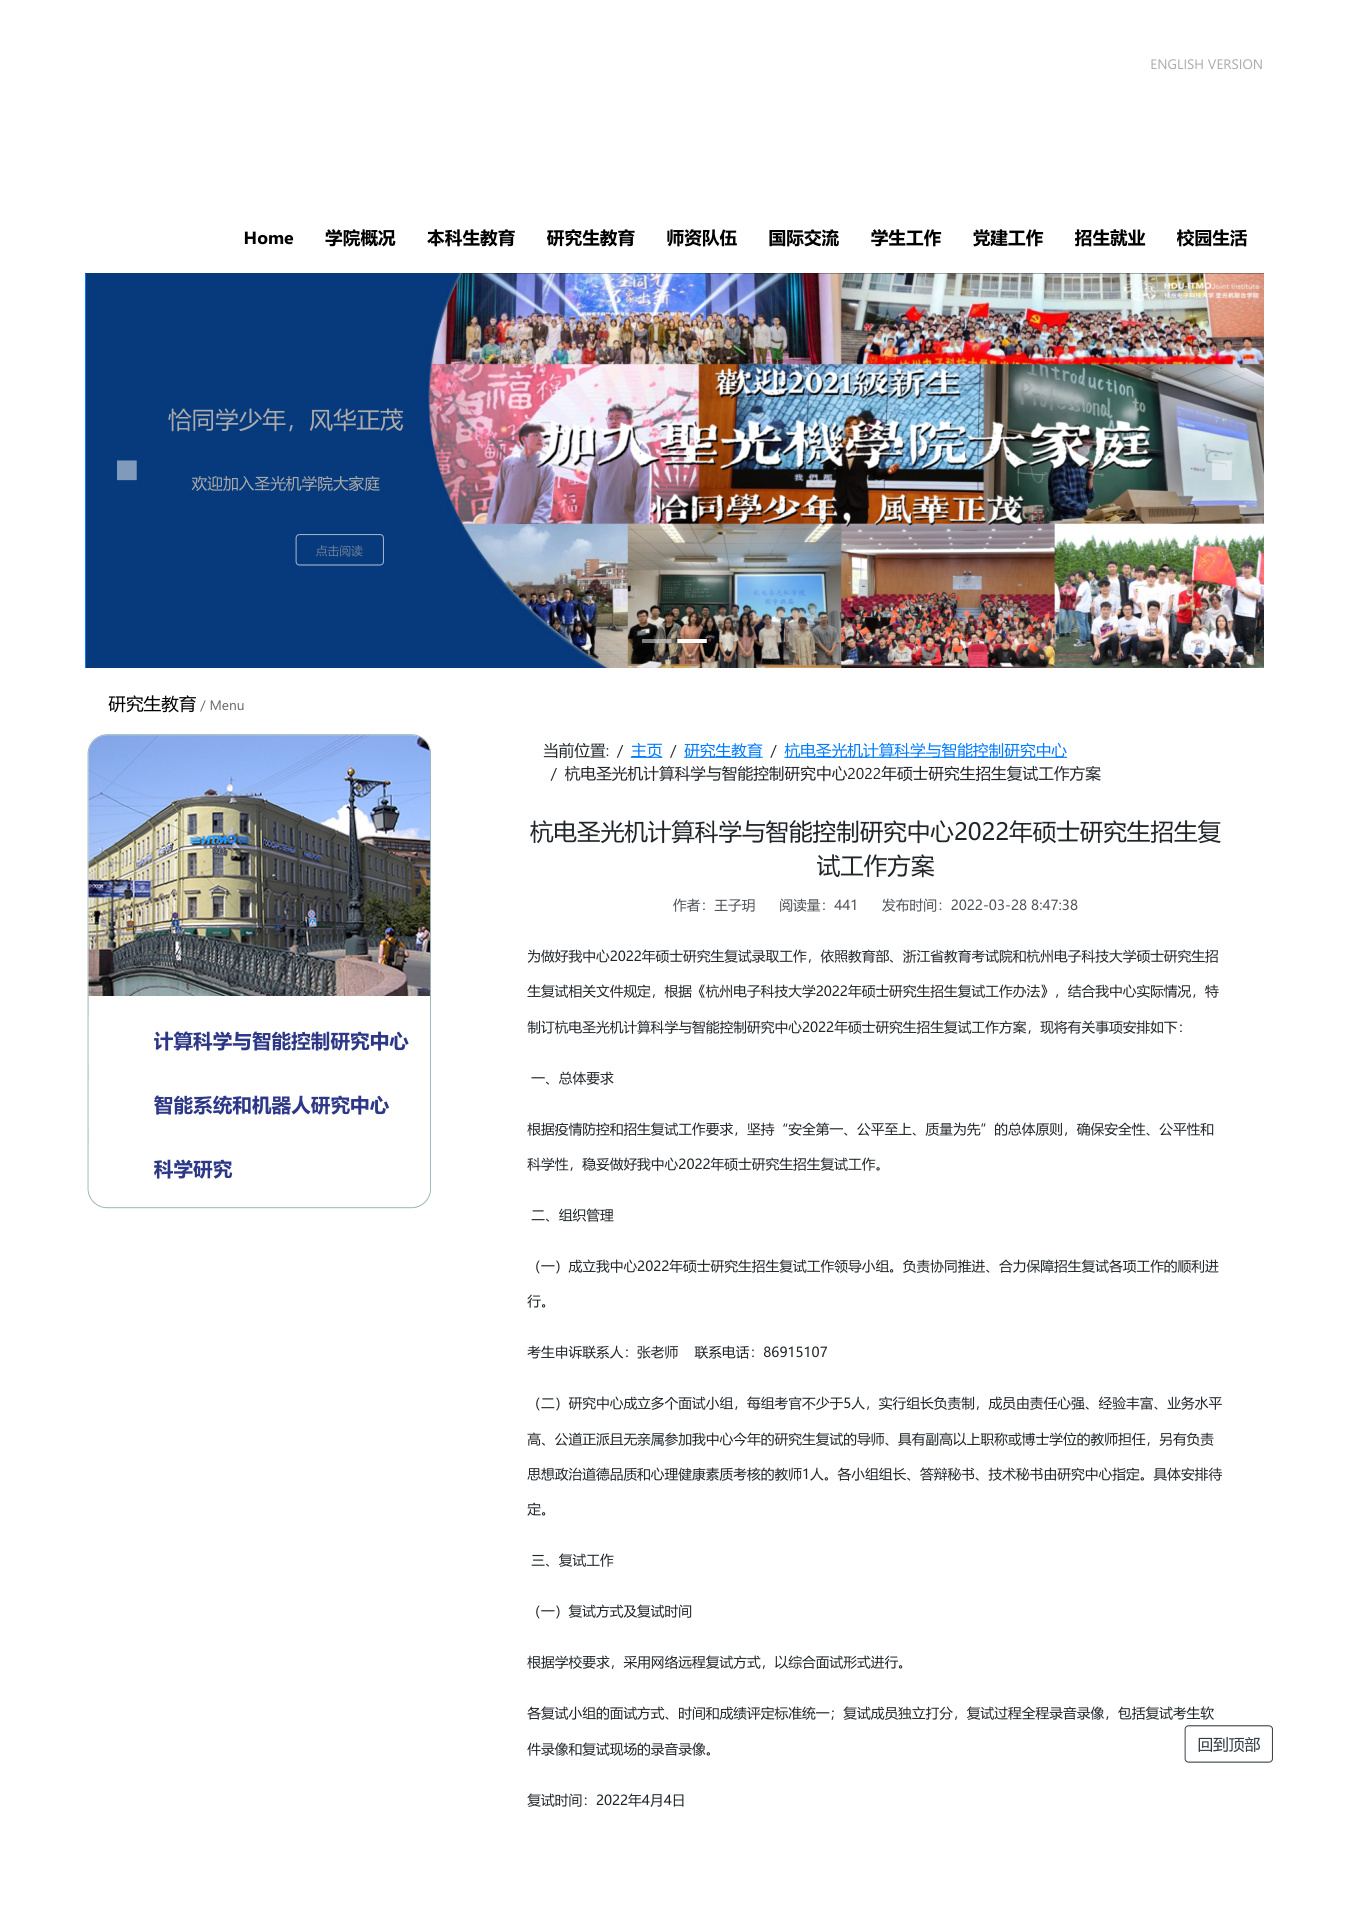 ENGLISH VERSION
Home 学院概况 本科生教育 研究生教育 师资队伍 国际交流 学生工作 党建工作 招生就业 校园生活
HDU-ITMO Joint Institute
歡迎2021級新生
Introduction
to
Professional
加入聖光機學院大家庭
恰同學少年，風華正茂
恰同学少年，风华正茂
欢迎加入圣光机学院大家庭
点击阅读
研究生教育 / Menu
计算科学与智能控制研究中心
智能系统和机器人研究中心
科学研究
当前位置: / 主页 / 研究生教育 / 杭电圣光机计算科学与智能控制研究中心
/ 杭电圣光机计算科学与智能控制研究中心2022年硕士研究生招生复试工作方案
杭电圣光机计算科学与智能控制研究中心2022年硕士研究生招生复
试工作方案
作者：王子玥 阅读量：441 发布时间：2022-03-28 8:47:38
为做好我中心2022年硕士研究生复试录取工作，依照教育部、浙江省教育考试院和杭州电子科技大学硕士研究生招
生复试相关文件规定，根据《杭州电子科技大学2022年硕士研究生招生复试工作办法》，结合我中心实际情况，特
制订杭电圣光机计算科学与智能控制研究中心2022年硕士研究生招生复试工作方案，现将有关事项安排如下：
一、总体要求
根据疫情防控和招生复试工作要求，坚持“安全第一、公平至上、质量为先”的总体原则，确保安全性、公平性和
科学性，稳妥做好我中心2022年硕士研究生招生复试工作。
二、组织管理
（一）成立我中心2022年硕士研究生招生复试工作领导小组。负责协同推进、合力保障招生复试各项工作的顺利进
行。
考生申诉联系人：张老师 联系电话：86915107
（二）研究中心成立多个面试小组，每组考官不少于5人，实行组长负责制，成员由责任心强、经验丰富、业务水平
高、公道正派且无亲属参加我中心今年的研究生复试的导师、具有副高以上职称或博士学位的教师担任，另有负责
思想政治道德品质和心理健康素质考核的教师1人。各小组组长、答辩秘书、技术秘书由研究中心指定。具体安排待
定。
三、复试工作
（一）复试方式及复试时间
根据学校要求，采用网络远程复试方式，以综合面试形式进行。
各复试小组的面试方式、时间和成绩评定标准统一；复试成员独立打分，复试过程全程录音录像，包括复试考生软
件录像和复试现场的录音录像。
回到顶部
复试时间：2022年4月4日